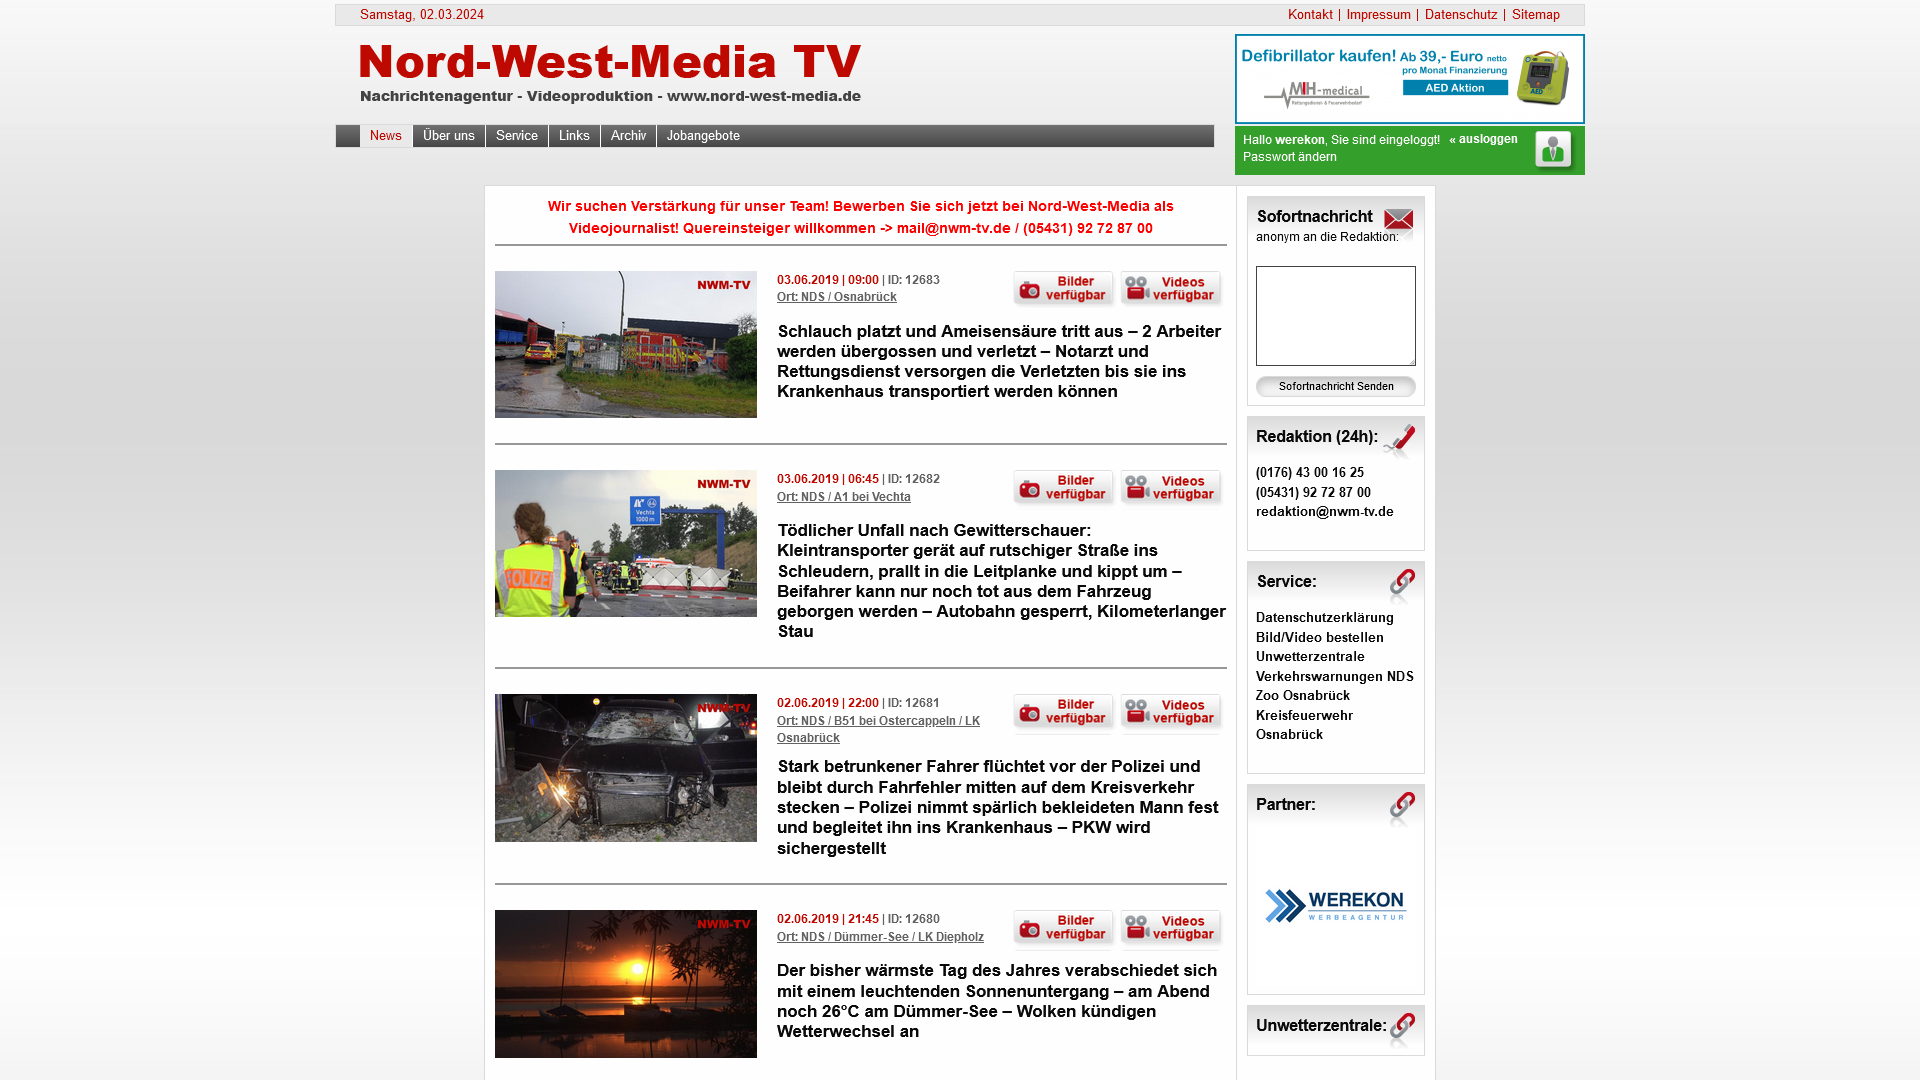 Samstag, 02.03.2024
Kontakt | Impressum | Datenschutz | Sitemap
Nord-West-Media TV
Nachrichtenagentur - Videoproduktion - www.nord-west-media.de
Defibrillator kaufen! Ab 39,- Euro netto
pro Monat Finanzierung
MIH-medical
Rettungsdienst- & Feuerwehrbedarf
AED Aktion
AED
News
Über uns
Service
Links
Archiv
Jobangebote
Hallo werekon, Sie sind eingeloggt! « ausloggen
Passwort ändern
Wir suchen Verstärkung für unser Team! Bewerben Sie sich jetzt bei Nord-West-Media als
Videojournalist! Quereinsteiger willkommen -> mail@nwm-tv.de / (05431) 92 72 87 00
NWM-TV
03.06.2019 | 09:00 | ID: 12683
Ort: NDS / Osnabrück
Bilder
verfügbar
Videos
verfügbar
Schlauch platzt und Ameisensäure tritt aus – 2 Arbeiter
werden übergossen und verletzt – Notarzt und
Rettungsdienst versorgen die Verletzten bis sie ins
Krankenhaus transportiert werden können
NWM-TV
Vechta
1000 m
POLIZEI
03.06.2019 | 06:45 | ID: 12682
Ort: NDS / A1 bei Vechta
Bilder
verfügbar
Videos
verfügbar
Tödlicher Unfall nach Gewitterschauer:
Kleintransporter gerät auf rutschiger Straße ins
Schleudern, prallt in die Leitplanke und kippt um –
Beifahrer kann nur noch tot aus dem Fahrzeug
geborgen werden – Autobahn gesperrt, Kilometerlanger
Stau
NWM-TV
02.06.2019 | 22:00 | ID: 12681
Ort: NDS / B51 bei Ostercappeln / LK
Osnabrück
Bilder
verfügbar
Videos
verfügbar
Stark betrunkener Fahrer flüchtet vor der Polizei und
bleibt durch Fahrfehler mitten auf dem Kreisverkehr
stecken – Polizei nimmt spärlich bekleideten Mann fest
und begleitet ihn ins Krankenhaus – PKW wird
sichergestellt
NWM-TV
02.06.2019 | 21:45 | ID: 12680
Ort: NDS / Dümmer-See / LK Diepholz
Bilder
verfügbar
Videos
verfügbar
Der bisher wärmste Tag des Jahres verabschiedet sich
mit einem leuchtenden Sonnenuntergang – am Abend
noch 26°C am Dümmer-See – Wolken kündigen
Wetterwechsel an
Sofortnachricht
anonym an die Redaktion:
Sofortnachricht Senden
Redaktion (24h):
(0176) 43 00 16 25
(05431) 92 72 87 00
redaktion@nwm-tv.de
Service:
Datenschutzerklärung
Bild/Video bestellen
Unwetterzentrale
Verkehrswarnungen NDS
Zoo Osnabrück
Kreisfeuerwehr
Osnabrück
Partner:
WEREKON
WERBEAGENTUR
Unwetterzentrale: